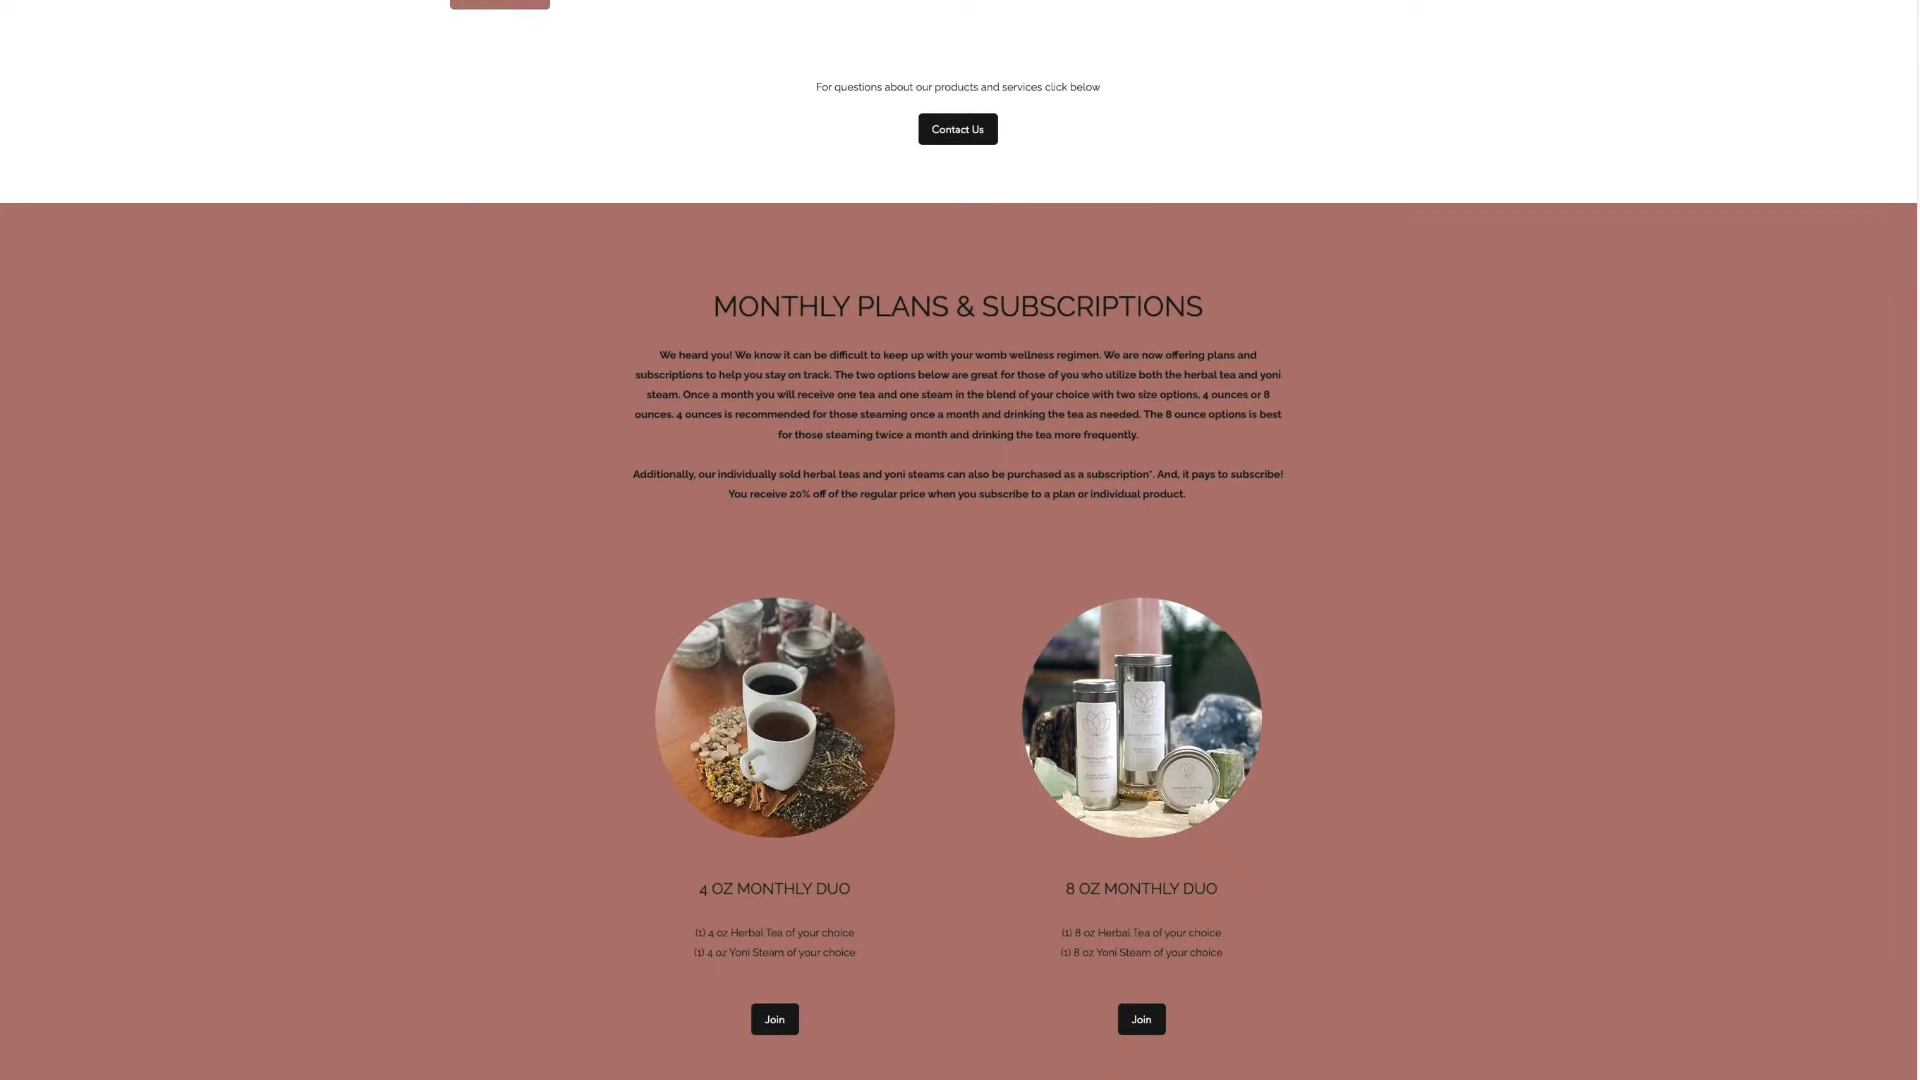 For questions about our products and services click below
Contact Us
MONTHLY PLANS & SUBSCRIPTIONS
We heard you! We know it can be difficult to keep up with your womb wellness regimen. We are now offering plans and
subscriptions to help you stay on track. The two options below are great for those of you who utilize both the herbal tea and yoni
steam. Once a month you will receive one tea and one steam in the blend of your choice with two size options, 4 ounces or 8
ounces. 4 ounces is recommended for those steaming once a month and drinking the tea as needed. The 8 ounce options is best
for those steaming twice a month and drinking the tea more frequently.
Additionally, our individually sold herbal teas and yoni steams can also be purchased as a subscription*. And, it pays to subscribe!
You receive 20% off of the regular price when you subscribe to a plan or individual product.
4 OZ MONTHLY DUO
(1) 4 oz Herbal Tea of your choice
(1) 4 oz Yoni Steam of your choice
Join
8 OZ MONTHLY DUO
(1) 8 oz Herbal Tea of your choice
(1) 8 oz Yoni Steam of your choice
Join